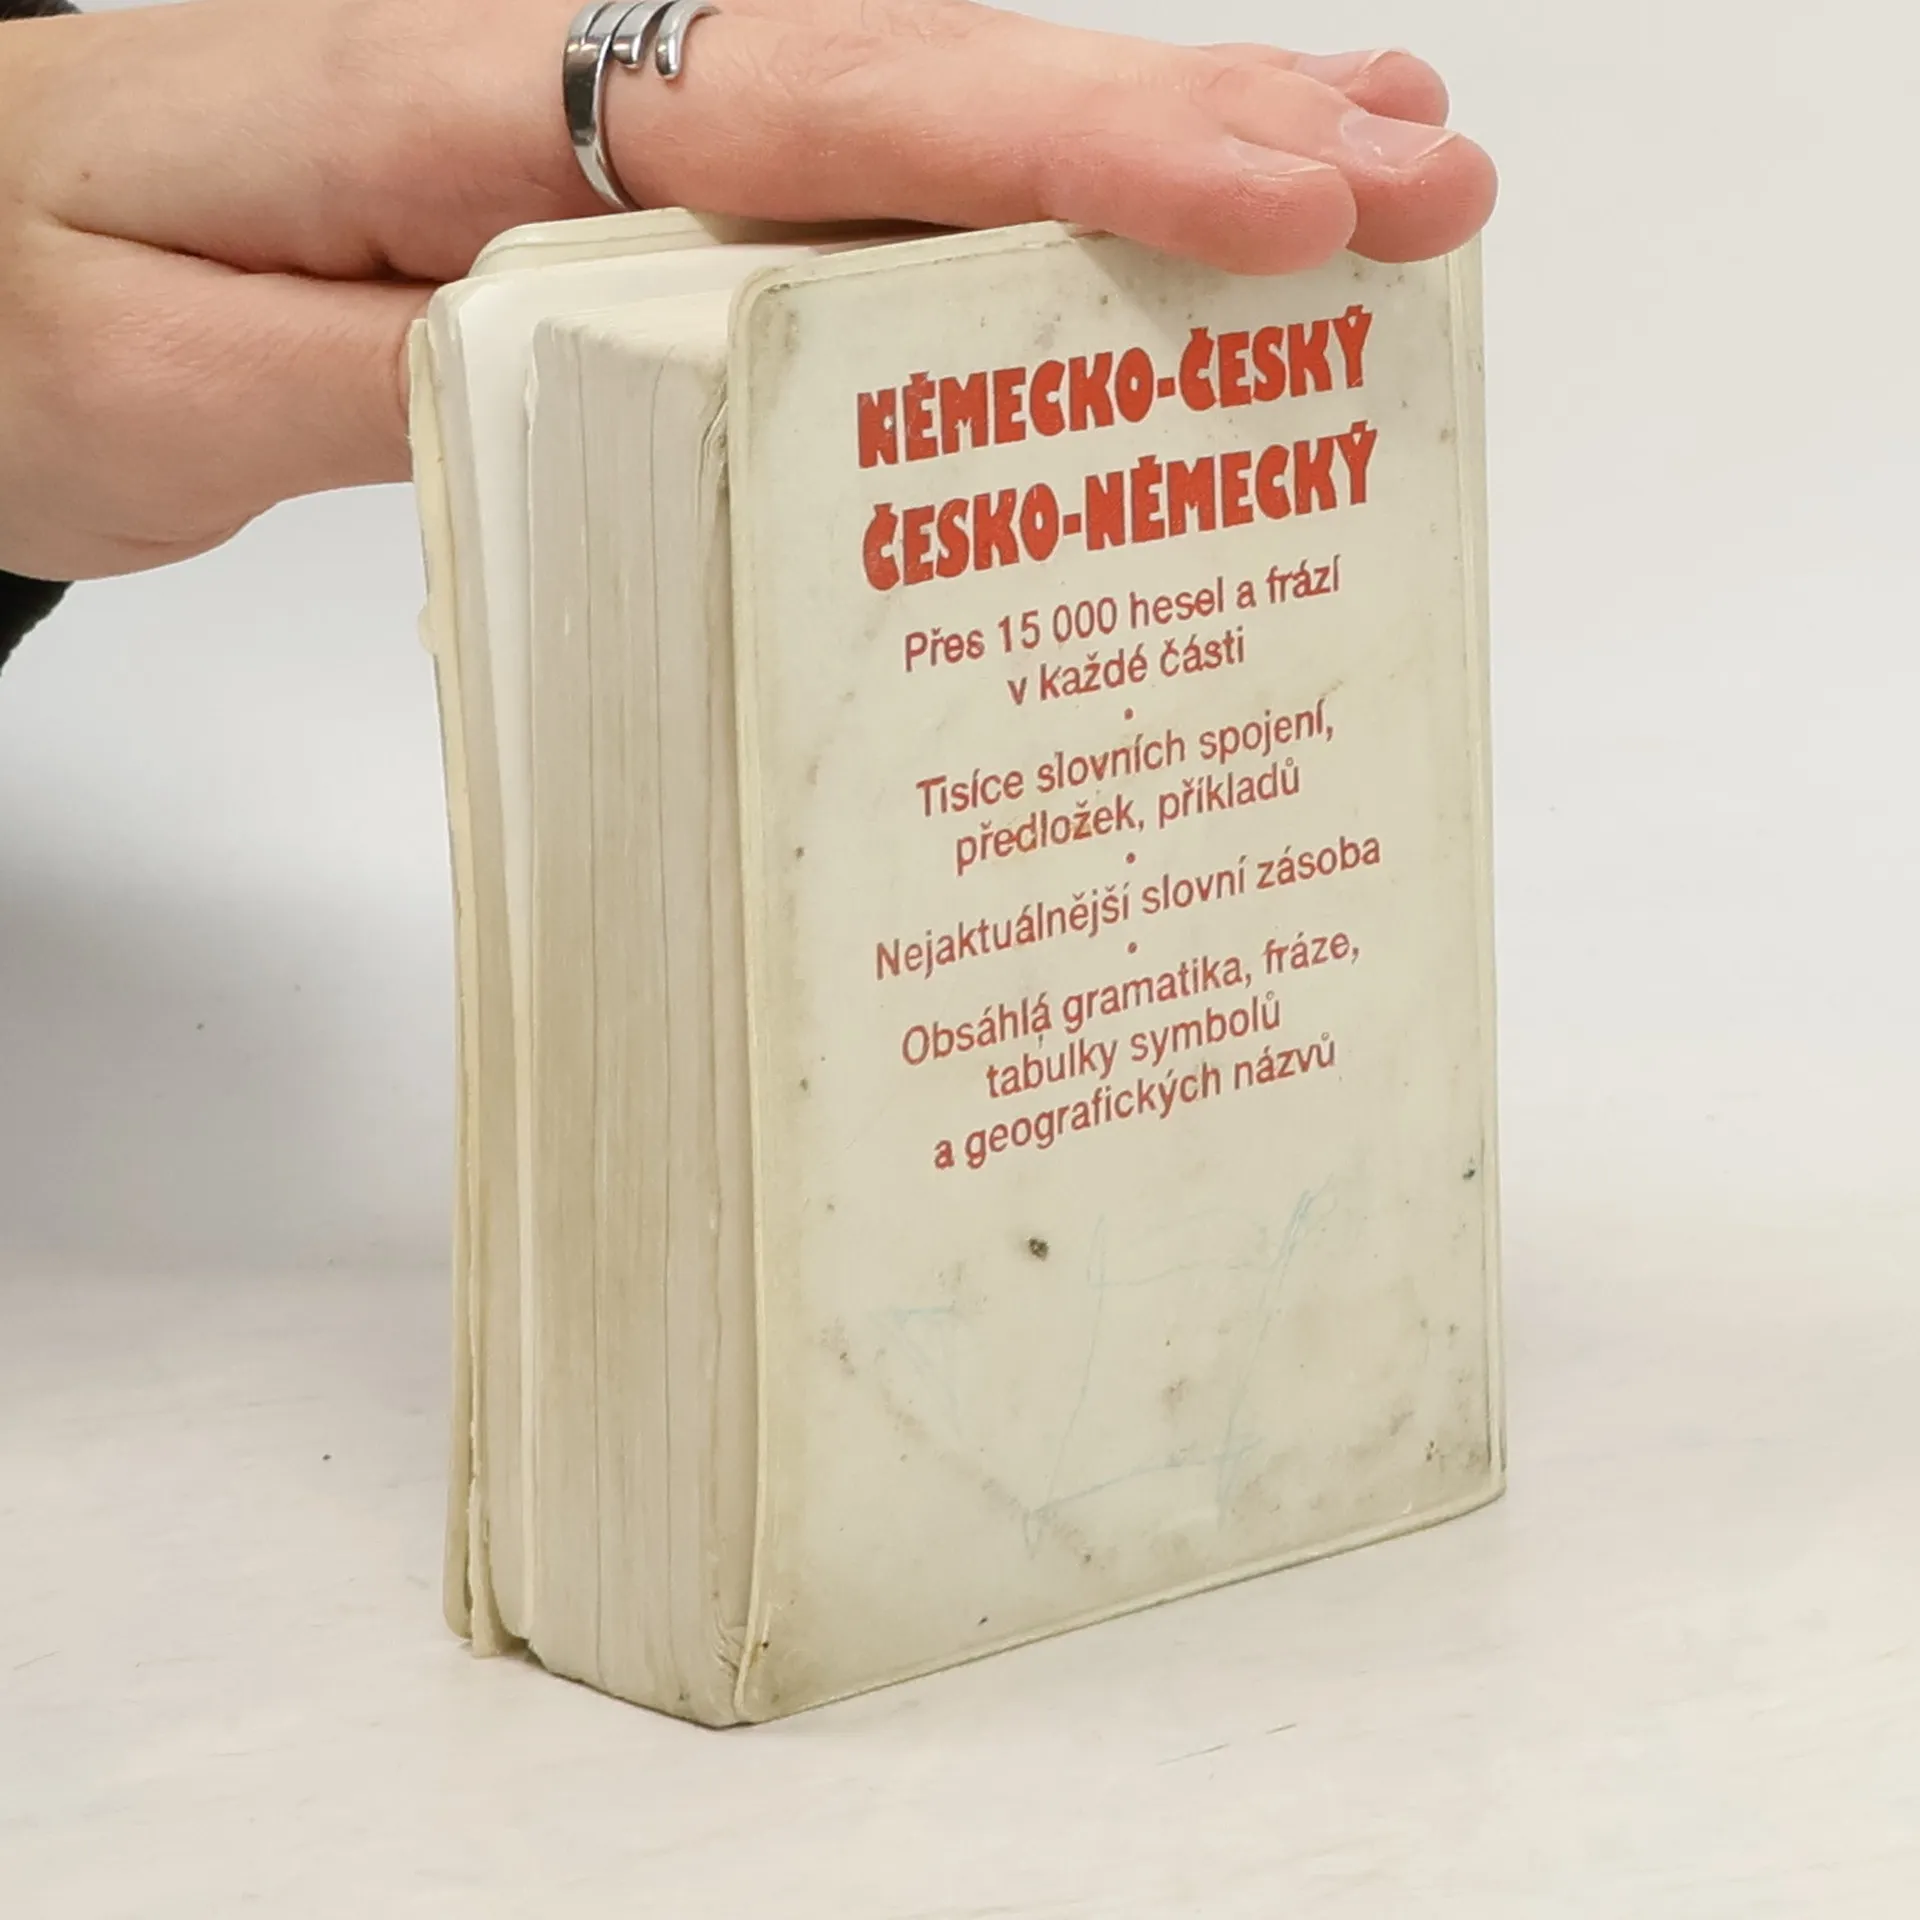 NĚMECKO-ČESKÝ
ČESKO-NĚMECKÝ
Přes 15 000 hesel a frází
v každé části
•
Tisíce slovních spojení,
předložek, příkladů
•
Nejaktuálnější slovní zásoba
•
Obsáhlá gramatika, fráze,
tabulky symbolů
a geografických názvů